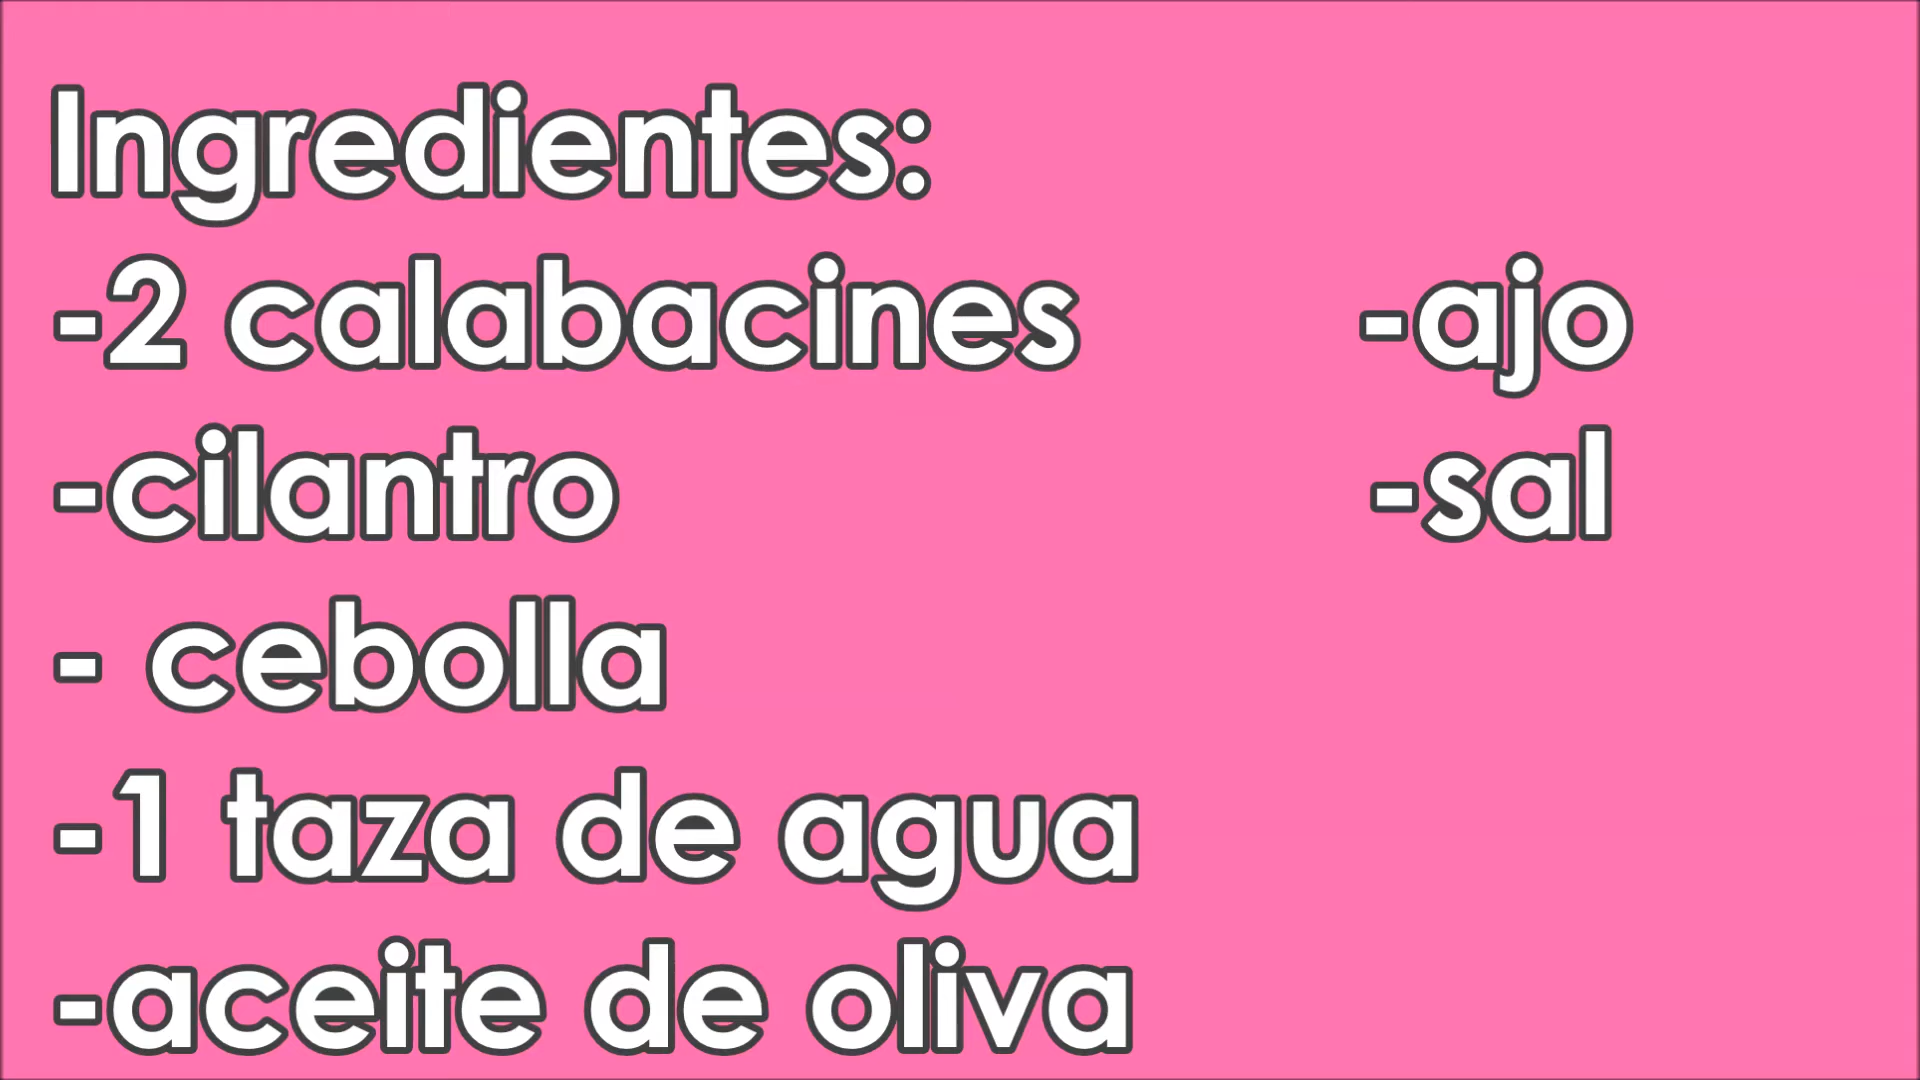 Ingredientes:
-2 calabacines
-cilantro
- cebolla
-1 taza de agua
-aceite de oliva
-ajo
-sal